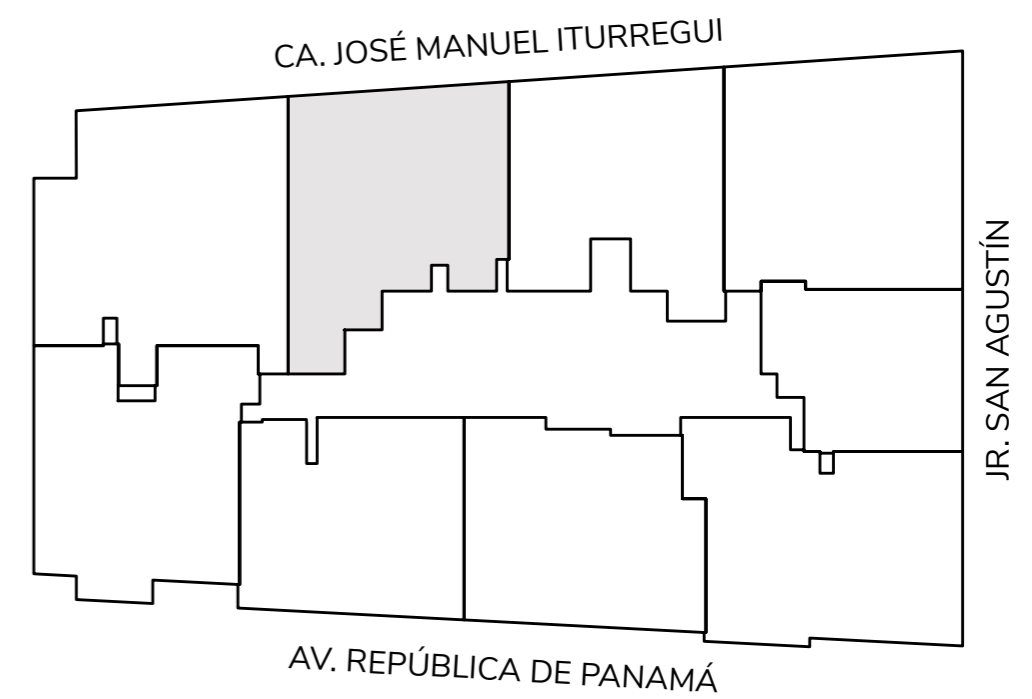 CA. JOSÉ MANUEL ITURREGUI
JR. SAN AGUSTÍN
AV. REPÚBLICA DE PANAMÁ